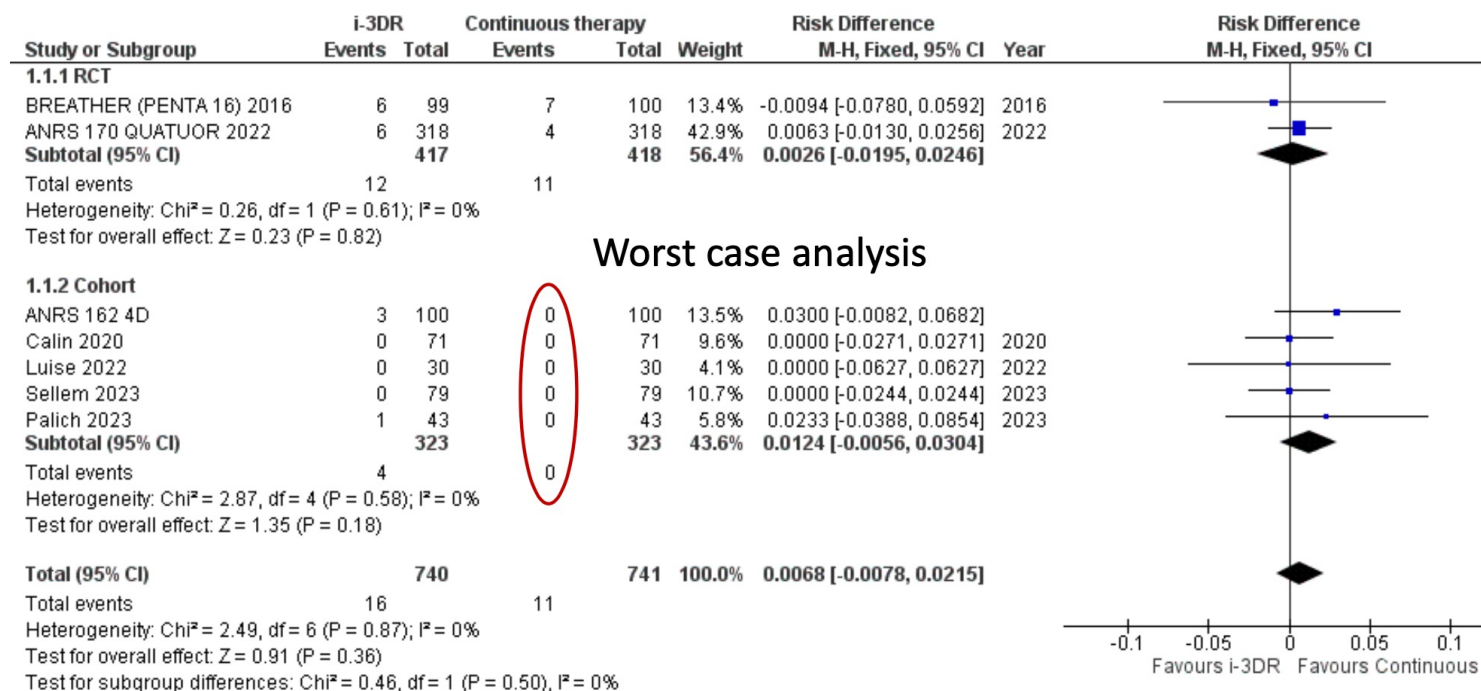 i-3DR Continuous therapy Risk Difference Risk Difference
Study or Subgroup Events Total Events Total Weight M-H, Fixed, 95% CI Year M-H, Fixed, 95% CI
1.1.1 RCT
BREATHER (PENTA 16) 2016 6 99 7 100 13.4% -0.0094 [-0.0780, 0.0592] 2016
ANRS 170 QUATUOR 2022 6 318 4 318 42.9% 0.0063 [-0.0130, 0.0256] 2022
Subtotal (95% CI) 417 418 56.4% 0.0026 [-0.0195, 0.0246]
Total events 12 11
Heterogeneity: Chi² = 0.26, df = 1 (P = 0.61); I² = 0%
Test for overall effect: Z = 0.23 (P = 0.82)
Worst case analysis
1.1.2 Cohort
ANRS 162 4D 3 100 0 100 13.5% 0.0300 [-0.0082, 0.0682]
Calin 2020 0 71 0 71 9.6% 0.0000 [-0.0271, 0.0271] 2020
Luise 2022 0 30 0 30 4.1% 0.0000 [-0.0627, 0.0627] 2022
Sellem 2023 0 79 0 79 10.7% 0.0000 [-0.0244, 0.0244] 2023
Palich 2023 1 43 0 43 5.8% 0.0233 [-0.0388, 0.0854] 2023
Subtotal (95% CI) 323 323 43.6% 0.0124 [-0.0056, 0.0304]
Total events 4 0
Heterogeneity: Chi² = 2.87, df = 4 (P = 0.58); I² = 0%
Test for overall effect: Z = 1.35 (P = 0.18)
Total (95% CI) 740 741 100.0% 0.0068 [-0.0078, 0.0215]
Total events 16 11
Heterogeneity: Chi² = 2.49, df = 6 (P = 0.87); I² = 0%
Test for overall effect: Z = 0.91 (P = 0.36)
Test for subgroup differences: Chi² = 0.46, df = 1 (P = 0.50), I² = 0%
-0.1 -0.05 0 0.05 0.1
Favours i-3DR Favours Continuous